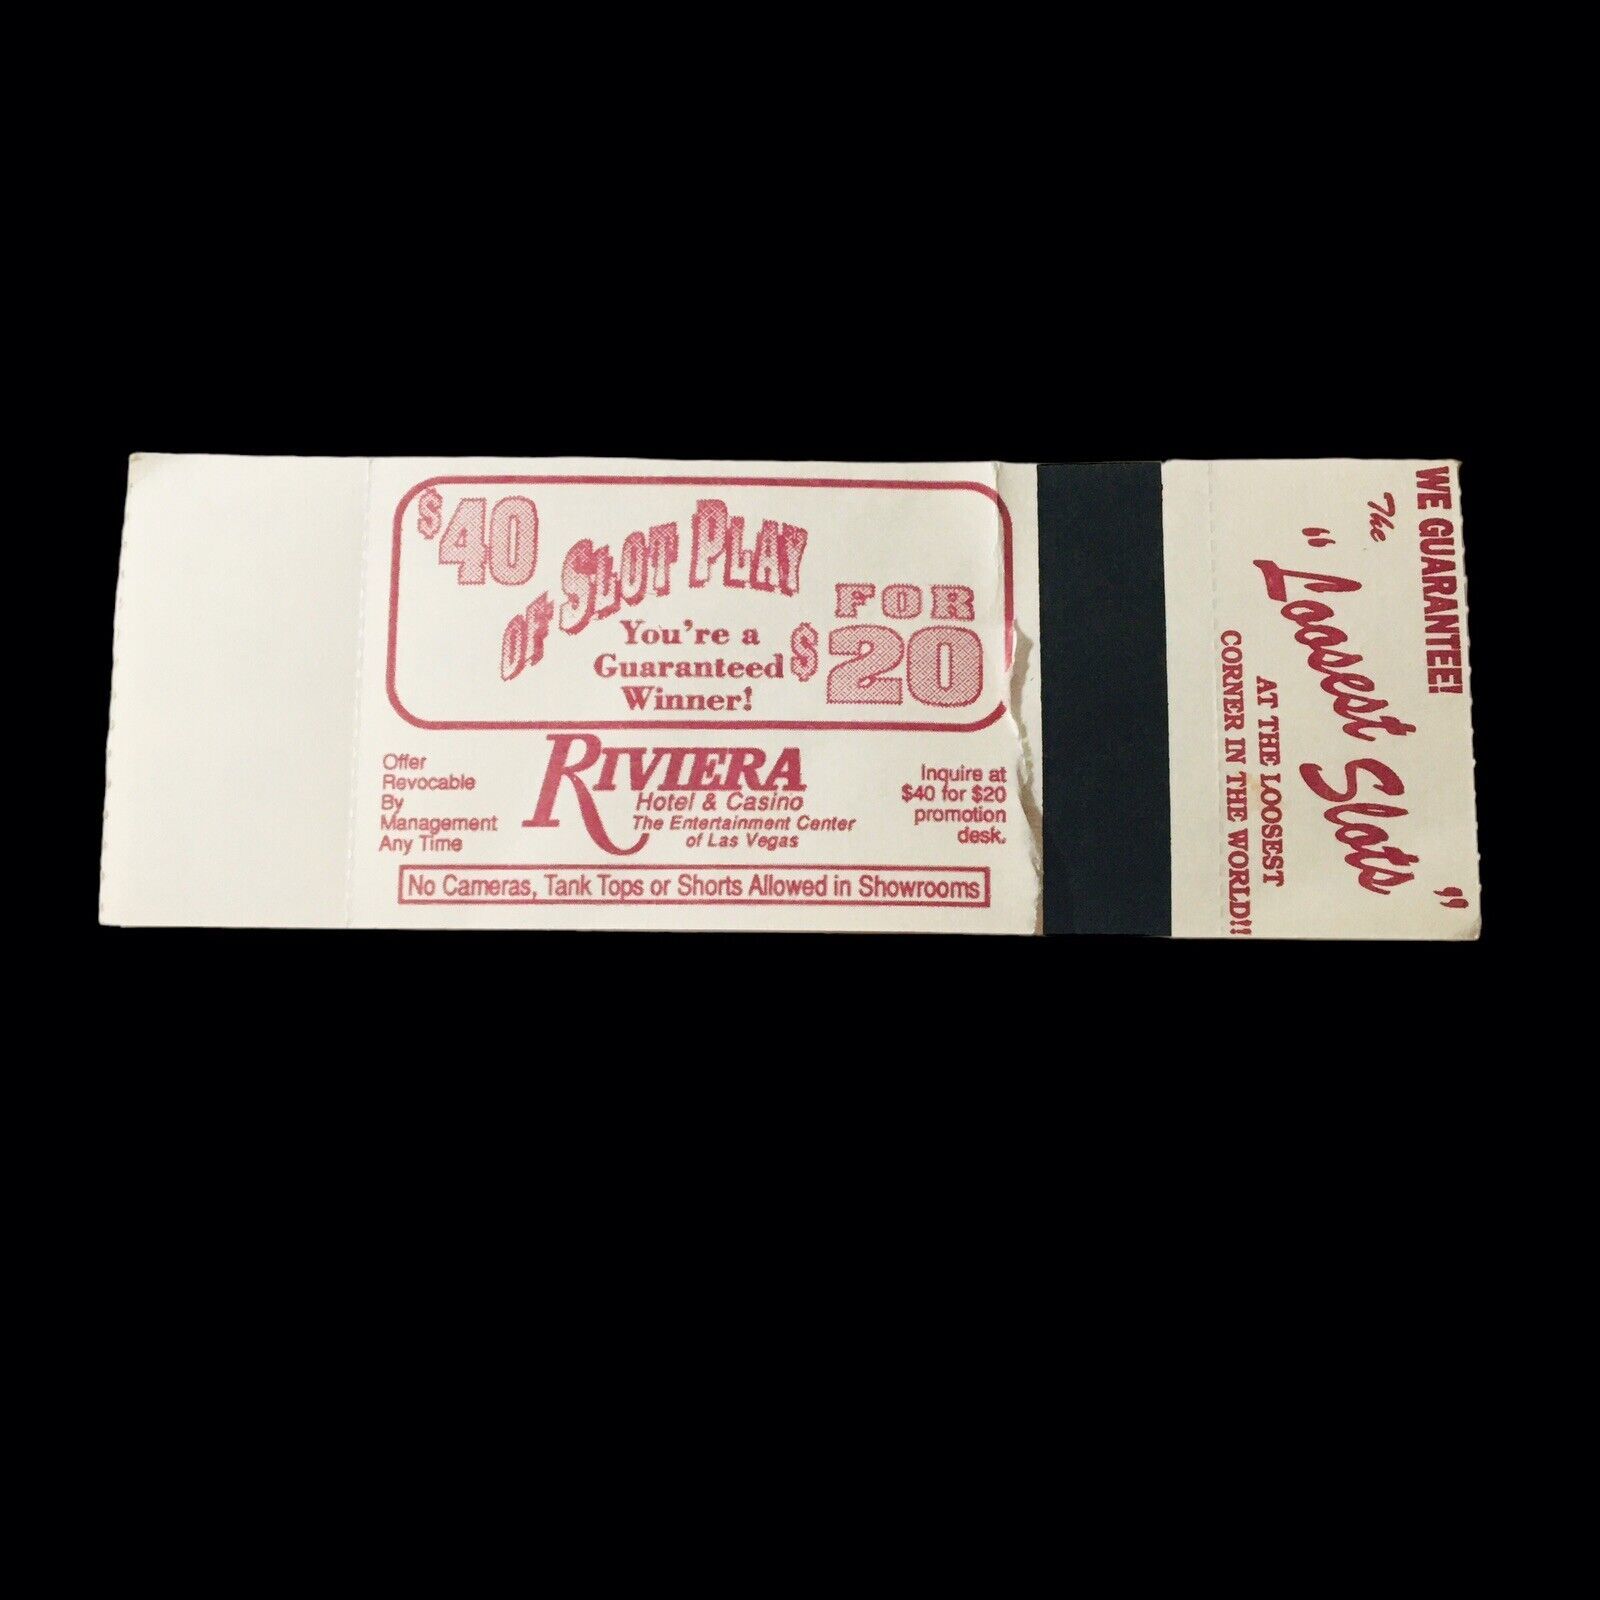 $40
OF SLOT PLAY
FOR
$20
You're a
Guaranteed
Winner!
Offer
Revocable
By
Management
Any Time
RIVIERA
Hotel & Casino
The Entertainment Center
of Las Vegas
Inquire at
$40 for $20
promotion
desk.
No Cameras, Tank Tops or Shorts Allowed in Showrooms
WE GUARANTEE!
The
"Loosest Slots"
AT THE LOOSEST
CORNER IN THE WORLD!!